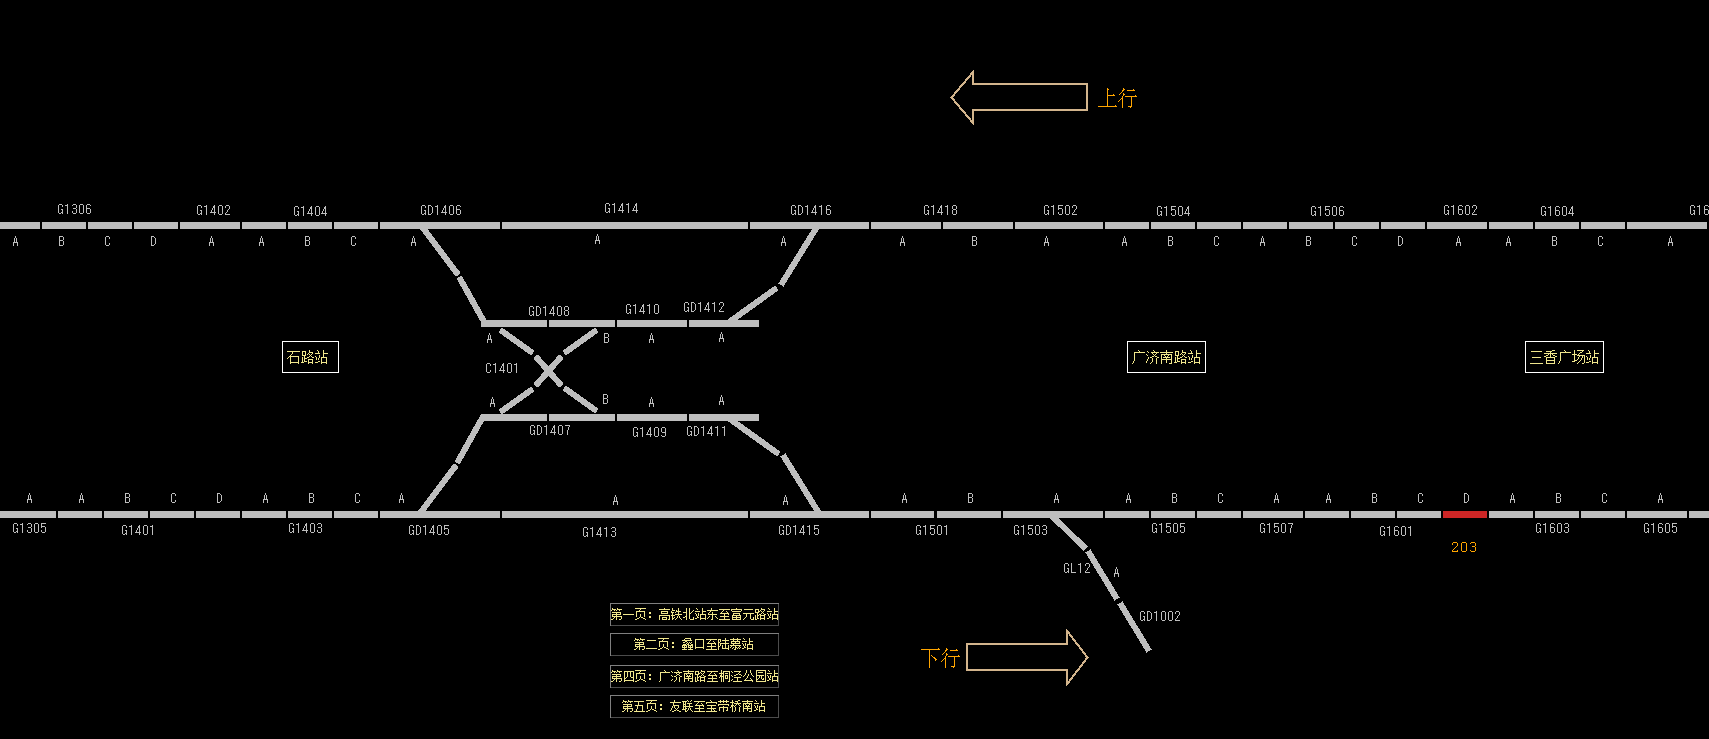 上行
G1306 G1402 G1404 GD1406 G1414 GD1416 G1418 G1502 G1504 G1506 G1602 G1604 G16
A B C D A A B C A A A A B A A B C A B C D A A B C A
GD1408 G1410 GD1412
A B A A
石路站 C1401 广济南路站 三香广场站
A B A A
GD1407 G1409 GD1411
A A B C D A B C A A A A B A A B C A A B C D A B C A
G1305 G1401 G1403 GD1405 G1413 GD1415 G1501 G1503 G1505 G1507 G1601 G1603 G1605
203
GL12 A
第一页: 高铁北站东至富元路站
GD1002
第二页: 蠡口至陆慕站
下行
第四页: 广济南路至桐泾公园站
第五页: 友联至宝带桥南站